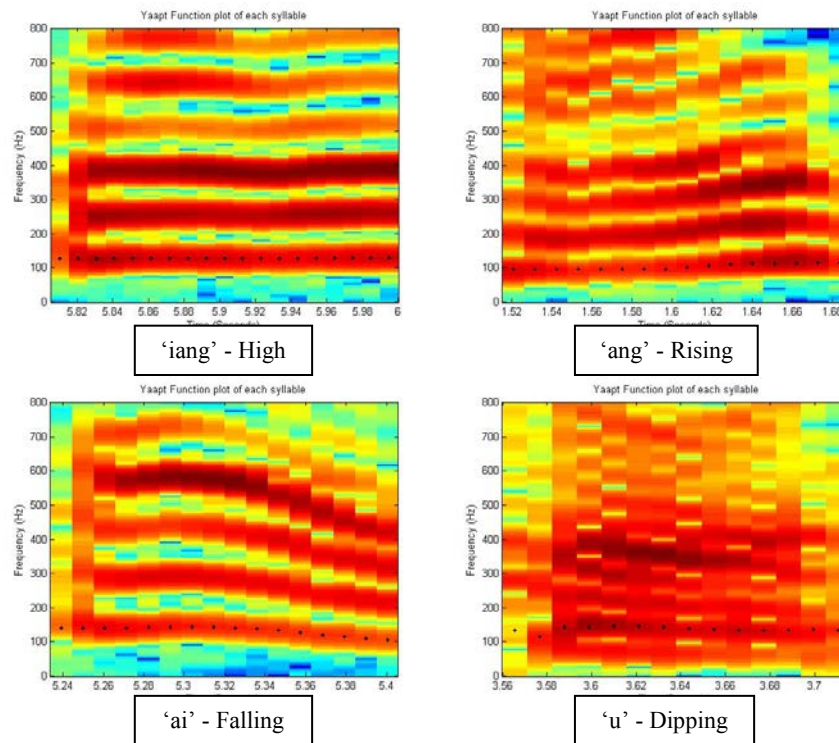 Yaapt Function plot of each syllable
Frequency (Hz)
800
700
600
500
400
300
200
100
0
5.82 5.84 5.86 5.88 5.9 5.92 5.94 5.96 5.98 6
Time (Seconds)
‘iang’ - High
Yaapt Function plot of each syllable
Frequency (Hz)
800
700
600
500
400
300
200
100
0
1.52 1.54 1.56 1.58 1.6 1.62 1.64 1.66 1.68
‘ang’ - Rising
Yaapt Function plot of each syllable
Frequency (Hz)
800
700
600
500
400
300
200
100
0
5.24 5.26 5.28 5.3 5.32 5.34 5.36 5.38 5.4
‘ai’ - Falling
Yaapt Function plot of each syllable
Frequency (Hz)
800
700
600
500
400
300
200
100
0
3.56 3.58 3.6 3.62 3.64 3.66 3.68 3.7
‘u’ - Dipping